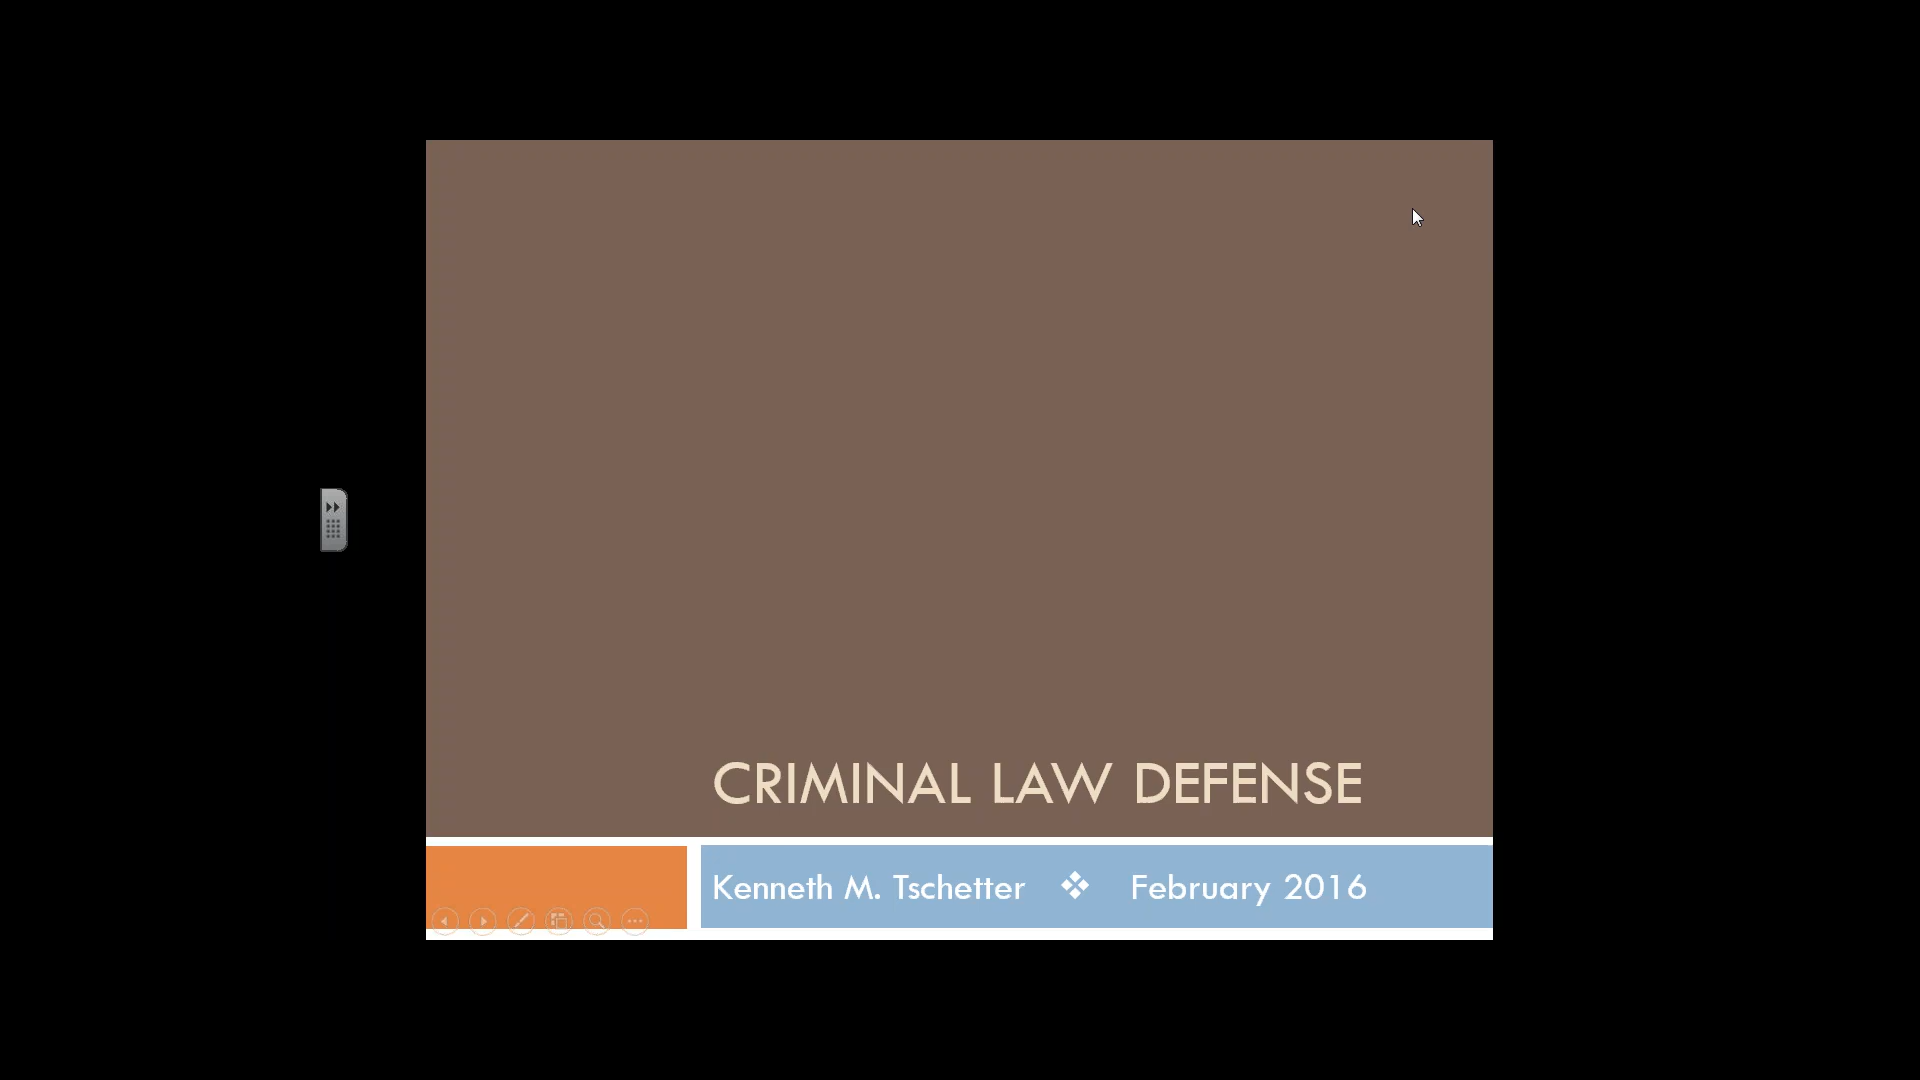 CRIMINAL LAW DEFENSE
Kenneth M. Tschetter ❖ February 2016